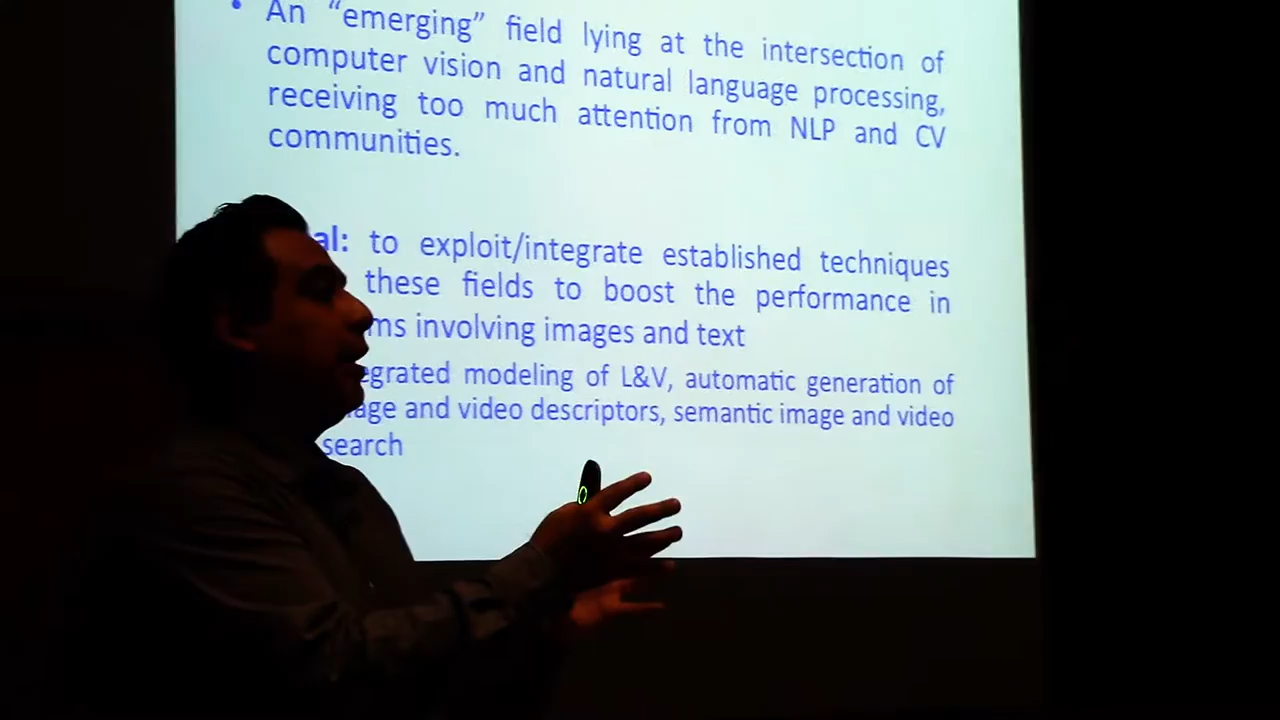 • An “emerging” field lying at the intersection of
computer vision and natural language processing,
receiving too much attention from NLP and CV
communities.
al: to exploit/integrate established techniques
these fields to boost the performance in
ms involving images and text
egrated modeling of L&V, automatic generation of
age and video descriptors, semantic image and video
search